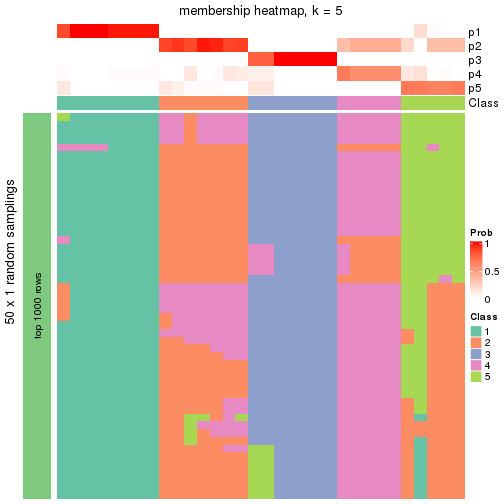 membership heatmap, k = 5
p1
p2
p3
p4
p5
Class
50 x 1 random samplings
top 1000 rows
Prob
1
0.5
0
Class
1
2
3
4
5